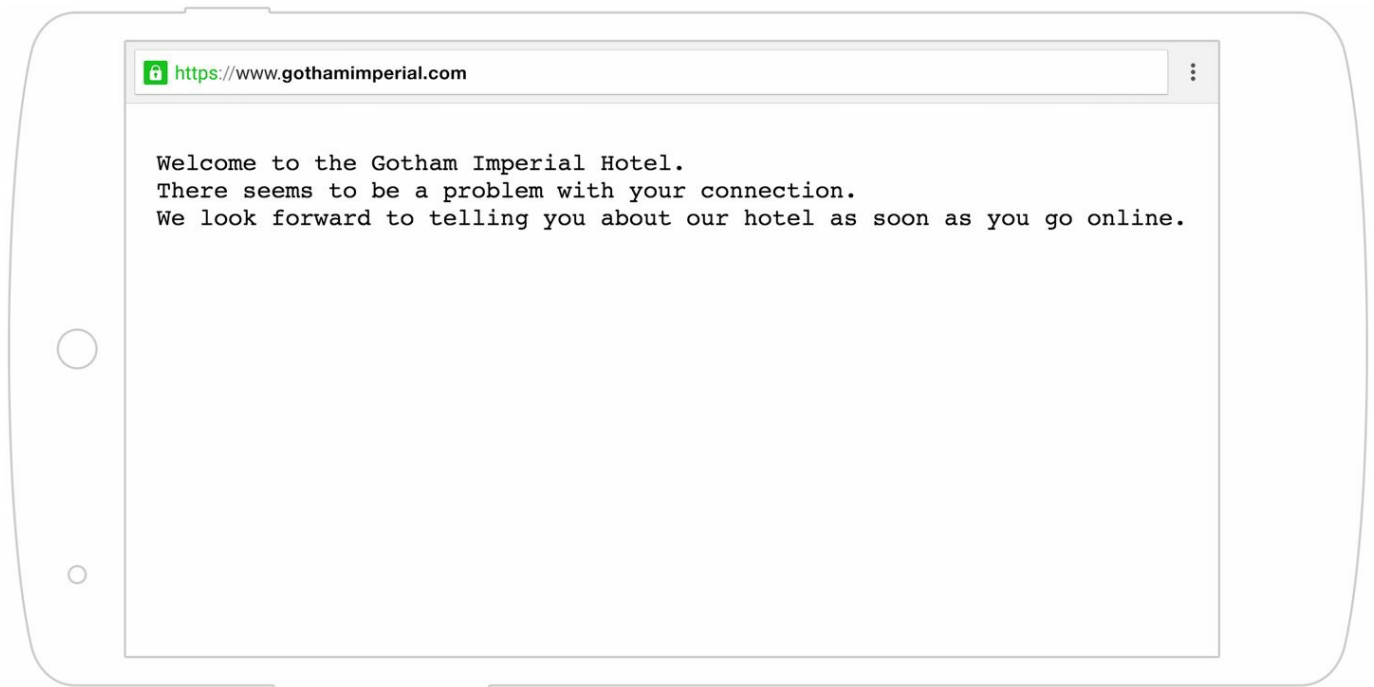 https://www.gothamimperial.com
Welcome to the Gotham Imperial Hotel.
There seems to be a problem with your connection.
We look forward to telling you about our hotel as soon as you go online.